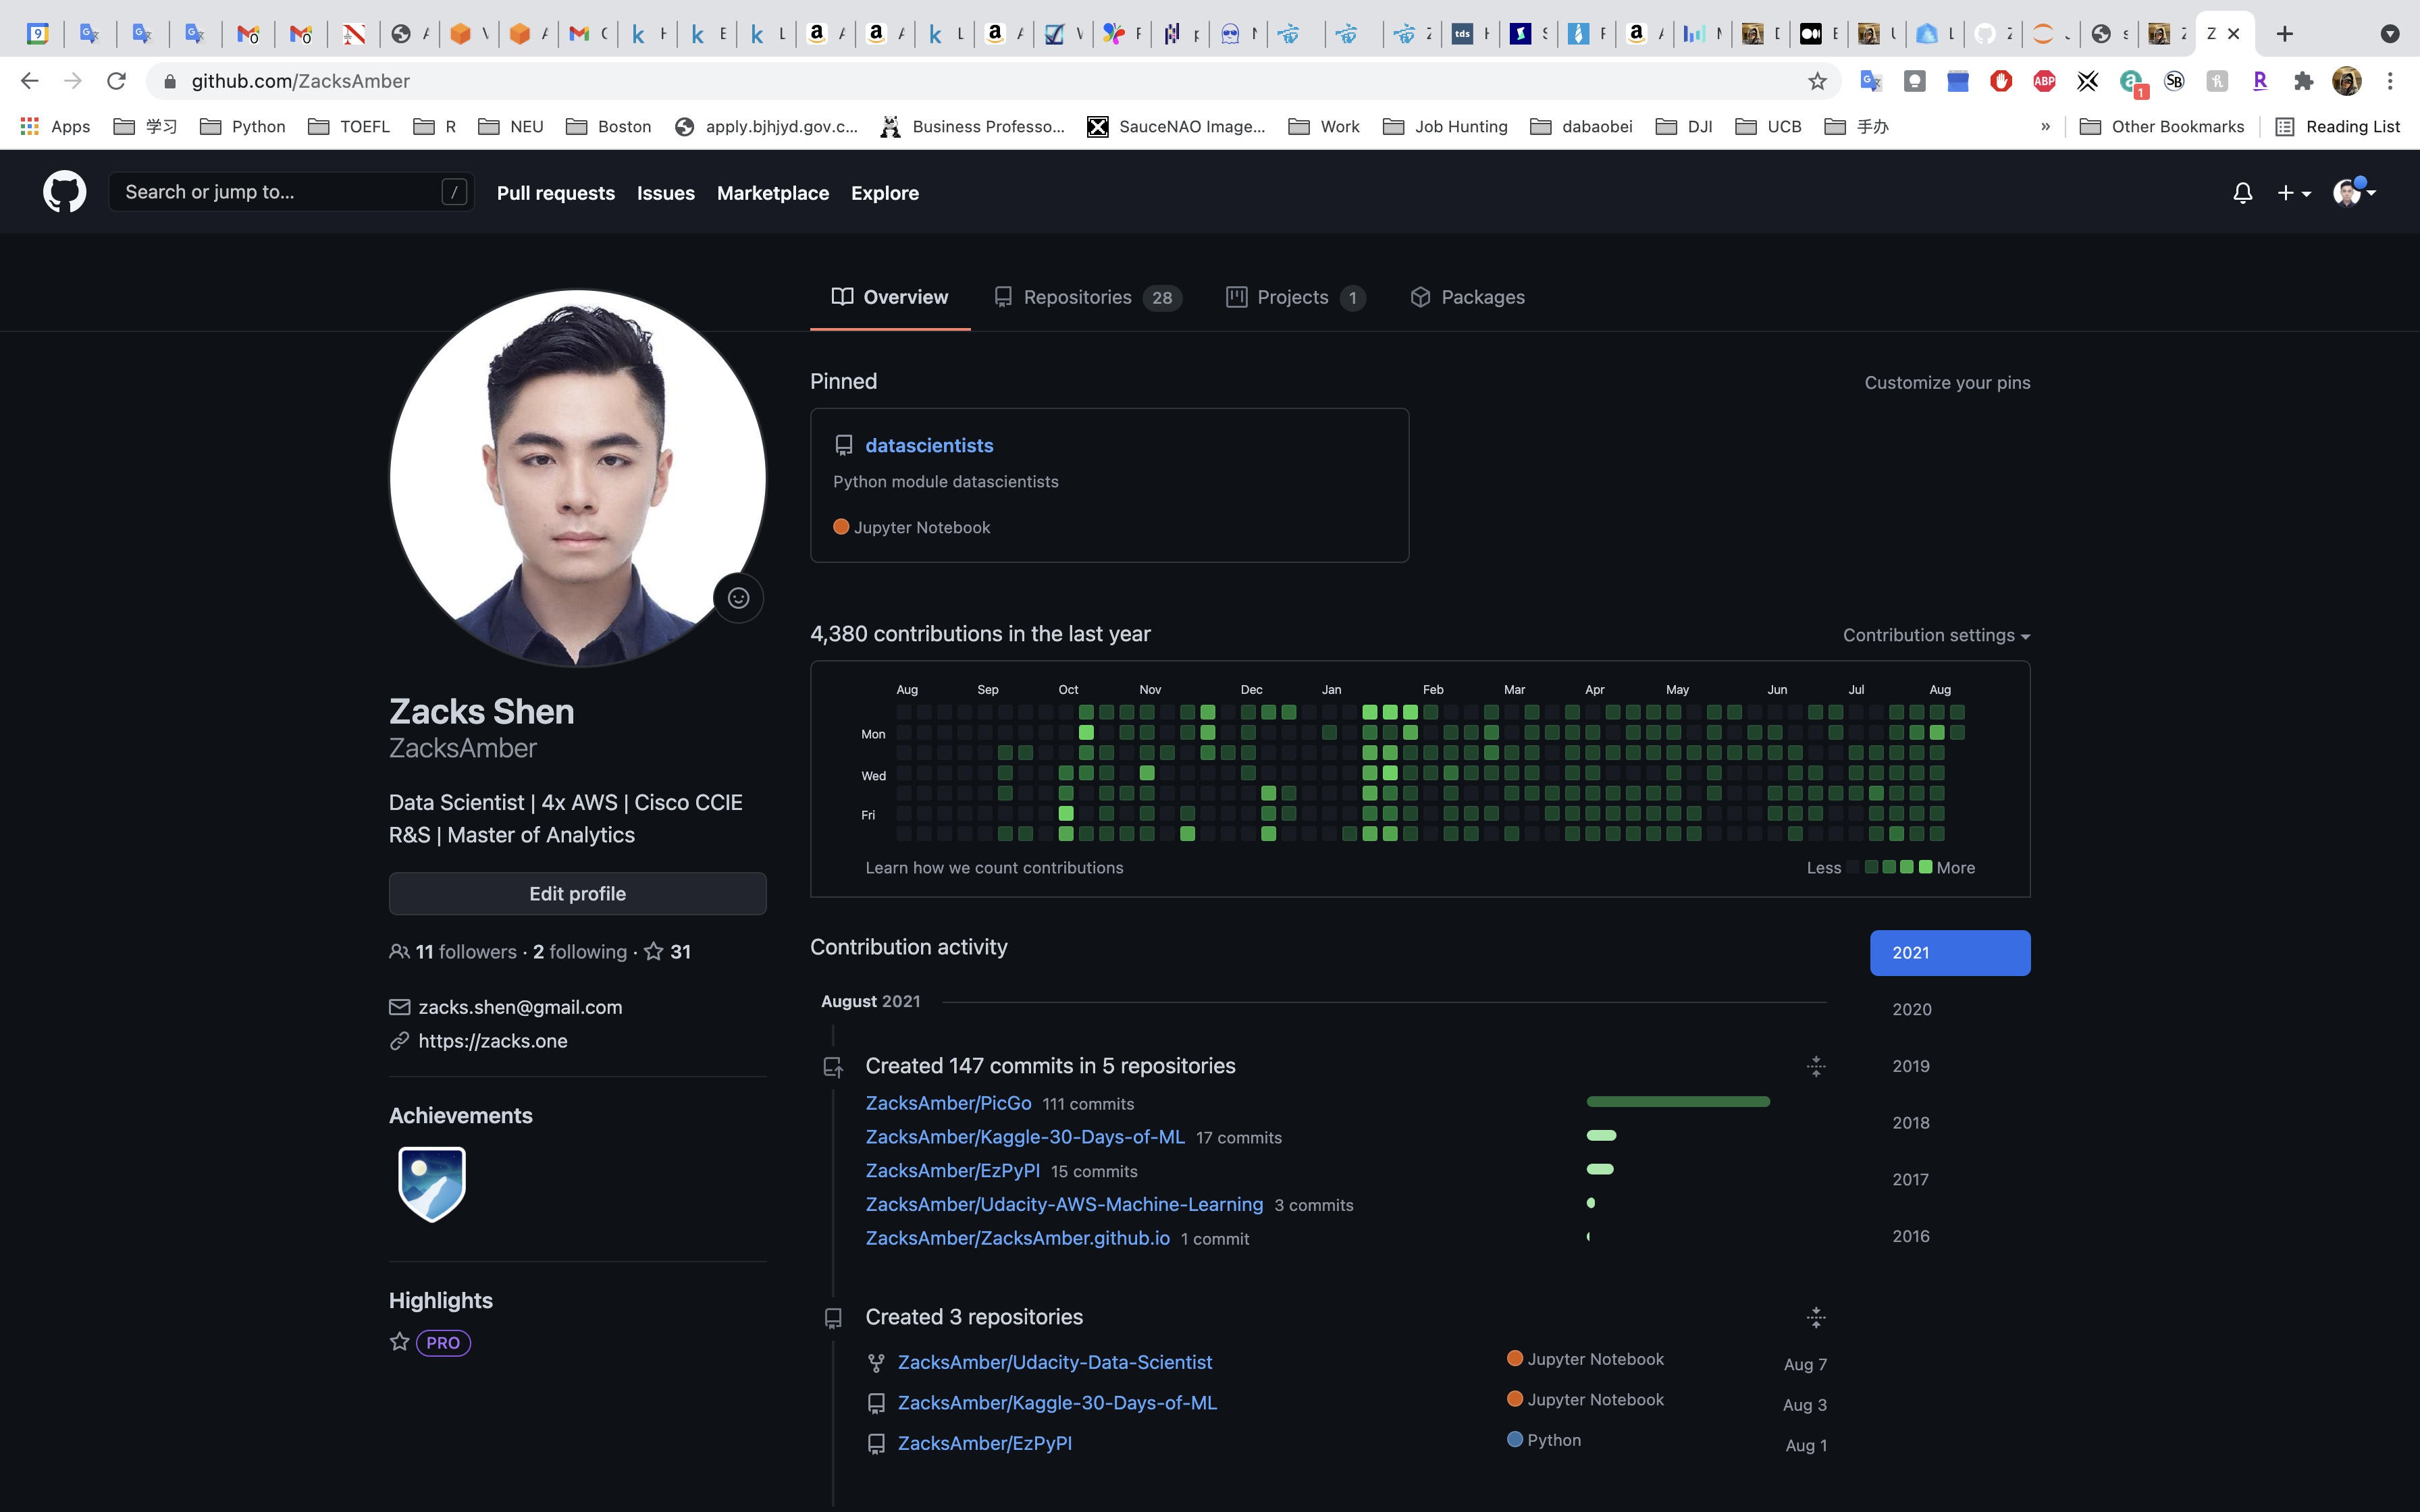 github.com/ZacksAmber
Apps 学习 Python TOEFL R NEU Boston apply.bjhjyd.gov.c... Business Professo... SauceNAO Image... Work Job Hunting dabaobei DJI UCB 手办 » Other Bookmarks Reading List
Search or jump to... / Pull requests Issues Marketplace Explore
Overview Repositories 28 Projects 1 Packages
Pinned Customize your pins
datascientists
Python module datascientists
Jupyter Notebook
4,380 contributions in the last year Contribution settings
Aug Sep Oct Nov Dec Jan Feb Mar Apr May Jun Jul Aug
Mon
Wed
Fri
Learn how we count contributions Less More
Zacks Shen
ZacksAmber
Data Scientist | 4x AWS | Cisco CCIE
R&S | Master of Analytics
Edit profile
11 followers · 2 following · 31
zacks.shen@gmail.com
https://zacks.one
Achievements
Highlights
PRO
Contribution activity
2021
2020
2019
2018
2017
2016
August 2021
Created 147 commits in 5 repositories
ZacksAmber/PicGo 111 commits
ZacksAmber/Kaggle-30-Days-of-ML 17 commits
ZacksAmber/EzPyPI 15 commits
ZacksAmber/Udacity-AWS-Machine-Learning 3 commits
ZacksAmber/ZacksAmber.github.io 1 commit
Created 3 repositories
ZacksAmber/Udacity-Data-Scientist Jupyter Notebook Aug 7
ZacksAmber/Kaggle-30-Days-of-ML Jupyter Notebook Aug 3
ZacksAmber/EzPyPI Python Aug 1